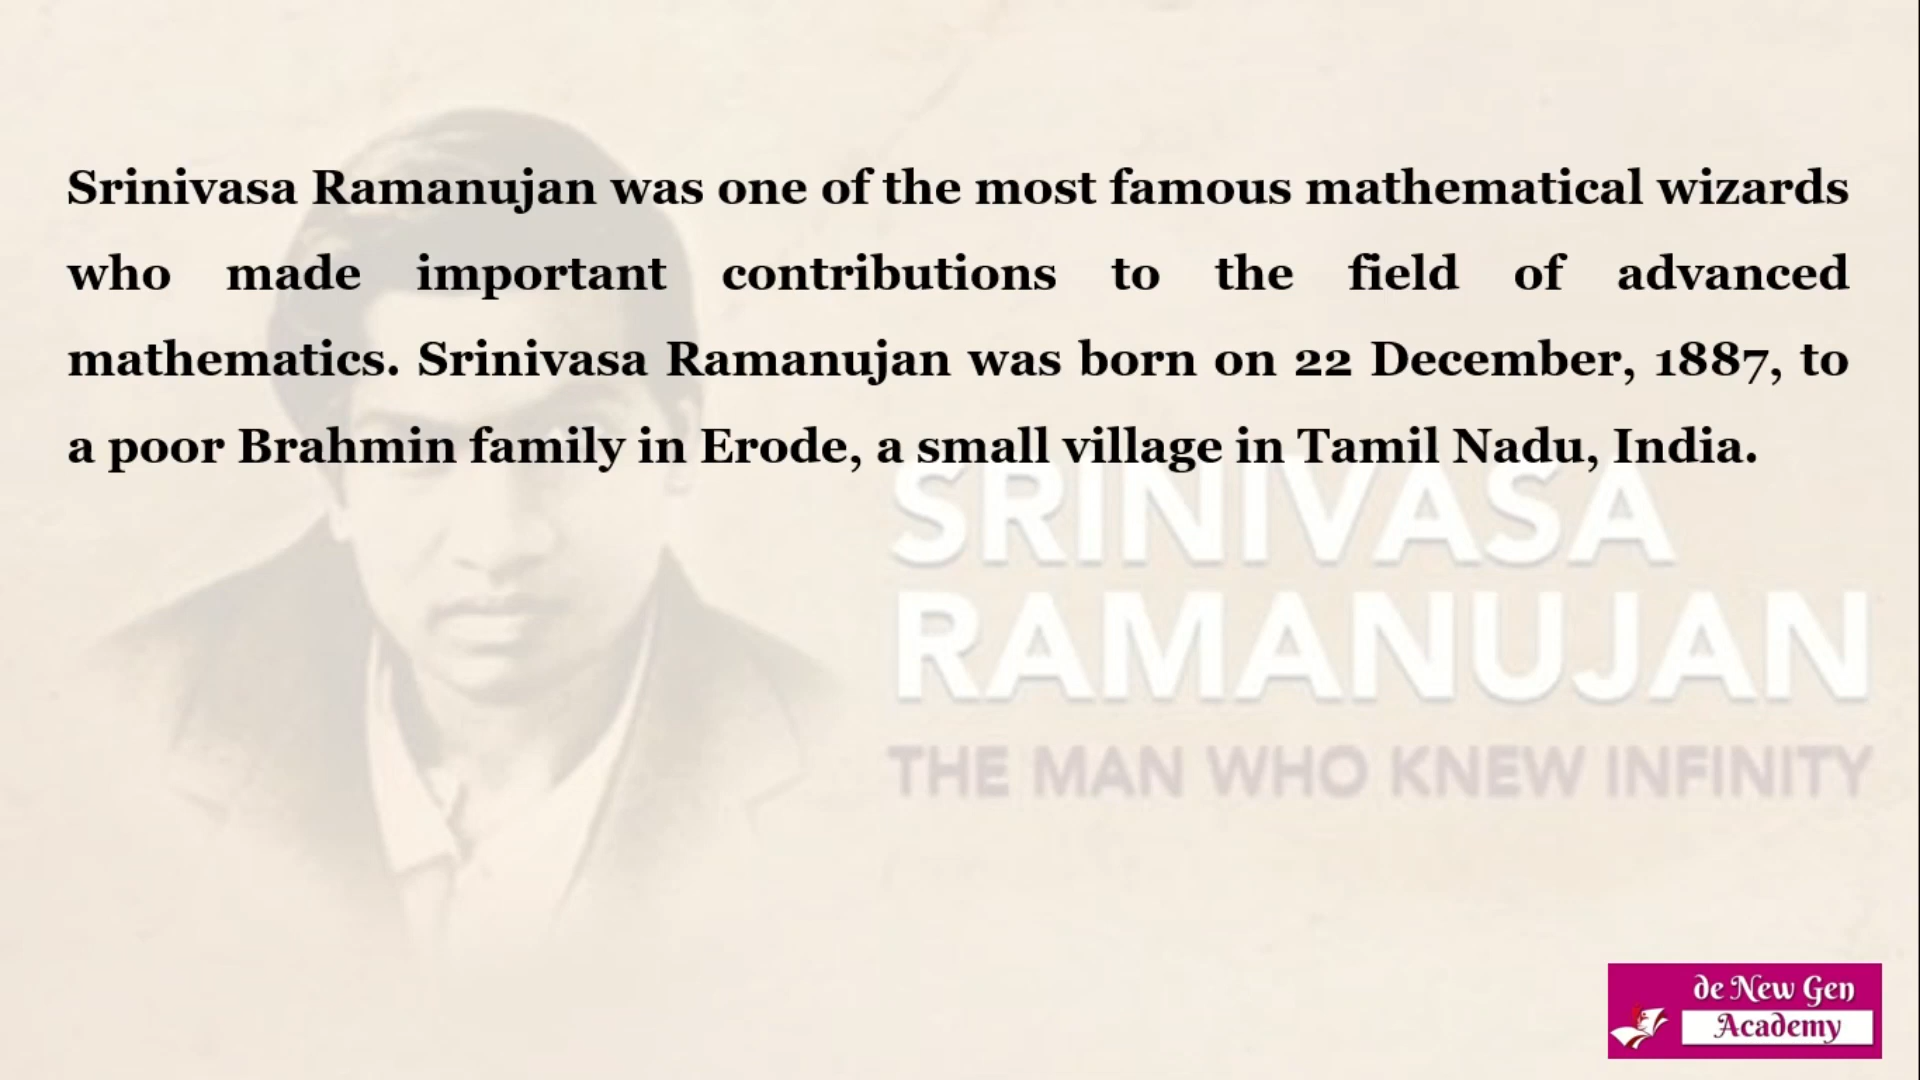 Srinivasa Ramanujan was one of the most famous mathematical wizards
who made important contributions to the field of advanced
mathematics. Srinivasa Ramanujan was born on 22 December, 1887, to
a poor Brahmin family in Erode, a small village in Tamil Nadu, India.
SRINIVASA
RAMANUJAN
THE MAN WHO KNEW INFINITY
de New Gen
Academy